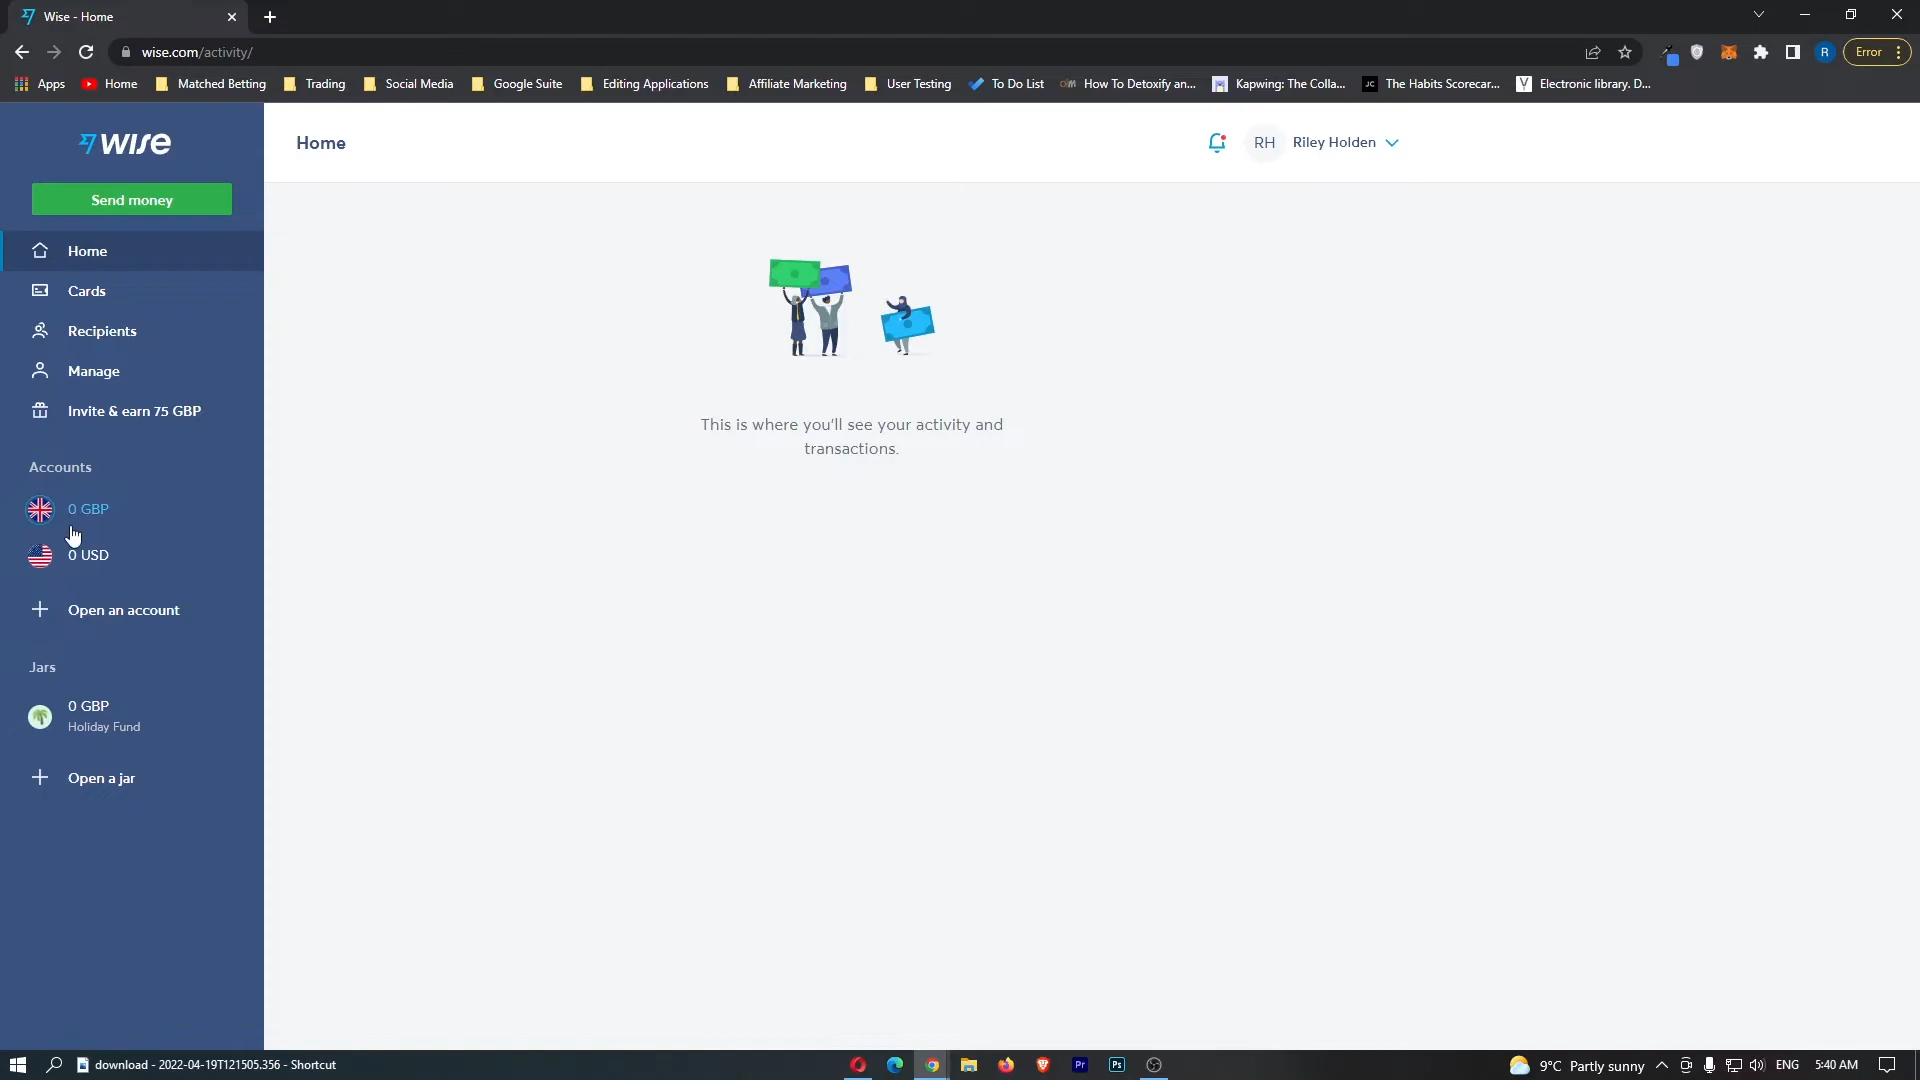 Wise - Home
wise.com/activity/
Error
R
Apps
Home
Matched Betting
Trading
Social Media
Google Suite
Editing Applications
Affiliate Marketing
User Testing
To Do List
How To Detoxify an...
Kapwing: The Colla...
JC
The Habits Scorecar...
Electronic library. D...
wise
Send money
Home
Cards
Recipients
Manage
Invite & earn 75 GBP
Accounts
0 GBP
0 USD
Open an account
Jars
0 GBP
Holiday Fund
Open a jar
Home
RH
Riley Holden
This is where you'll see your activity and
transactions.
download - 2022-04-19T121505.356 - Shortcut
Pr
Ps
9°C Partly sunny
ENG
5:40 AM